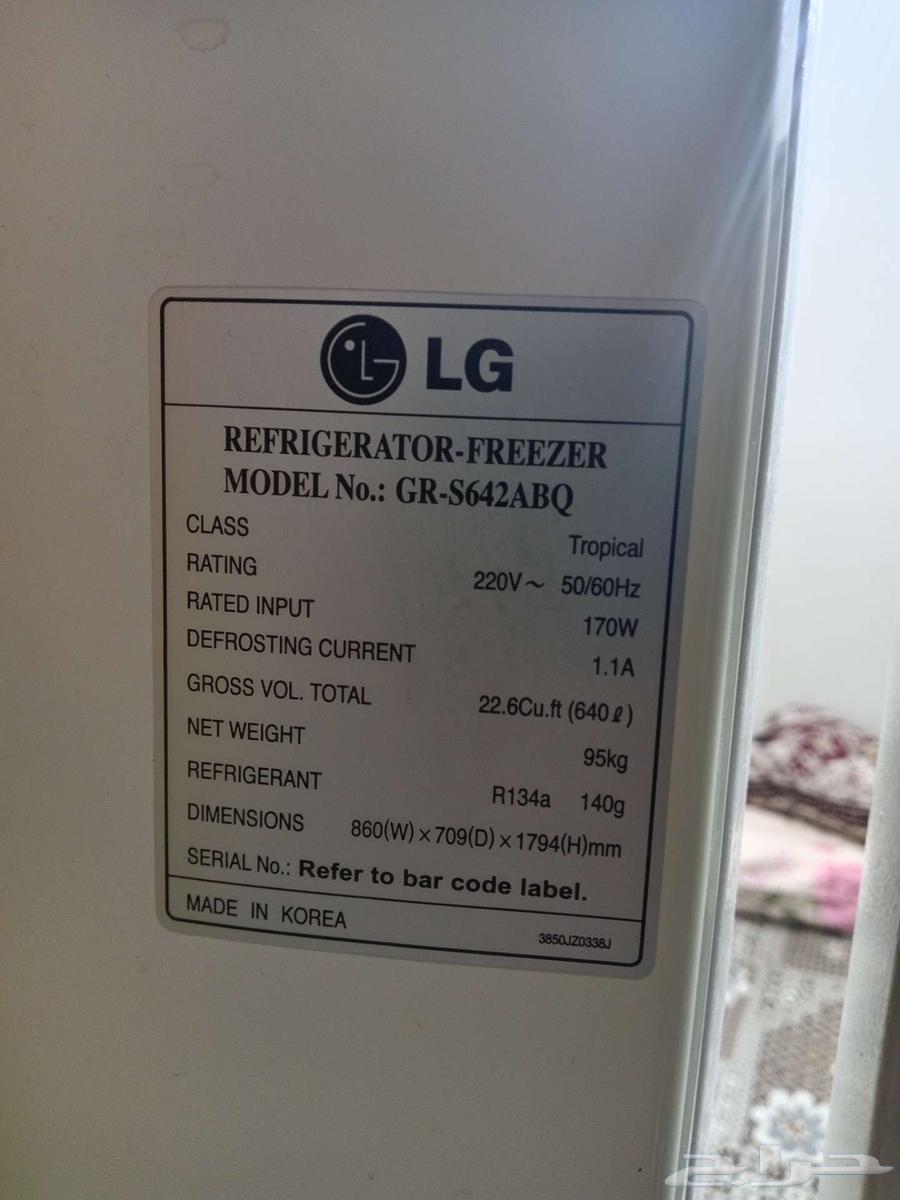 LG
REFRIGERATOR-FREEZER
MODEL No.: GR-S642ABQ
CLASS Tropical
RATING 220V~ 50/60Hz
RATED INPUT 170W
DEFROSTING CURRENT 1.1A
GROSS VOL. TOTAL 22.6Cu.ft (640ℓ)
NET WEIGHT 95kg
REFRIGERANT R134a 140g
DIMENSIONS 860(W)×709(D)×1794(H)mm
SERIAL No.: Refer to bar code label.
MADE IN KOREA 3850JZ0338J
حراج